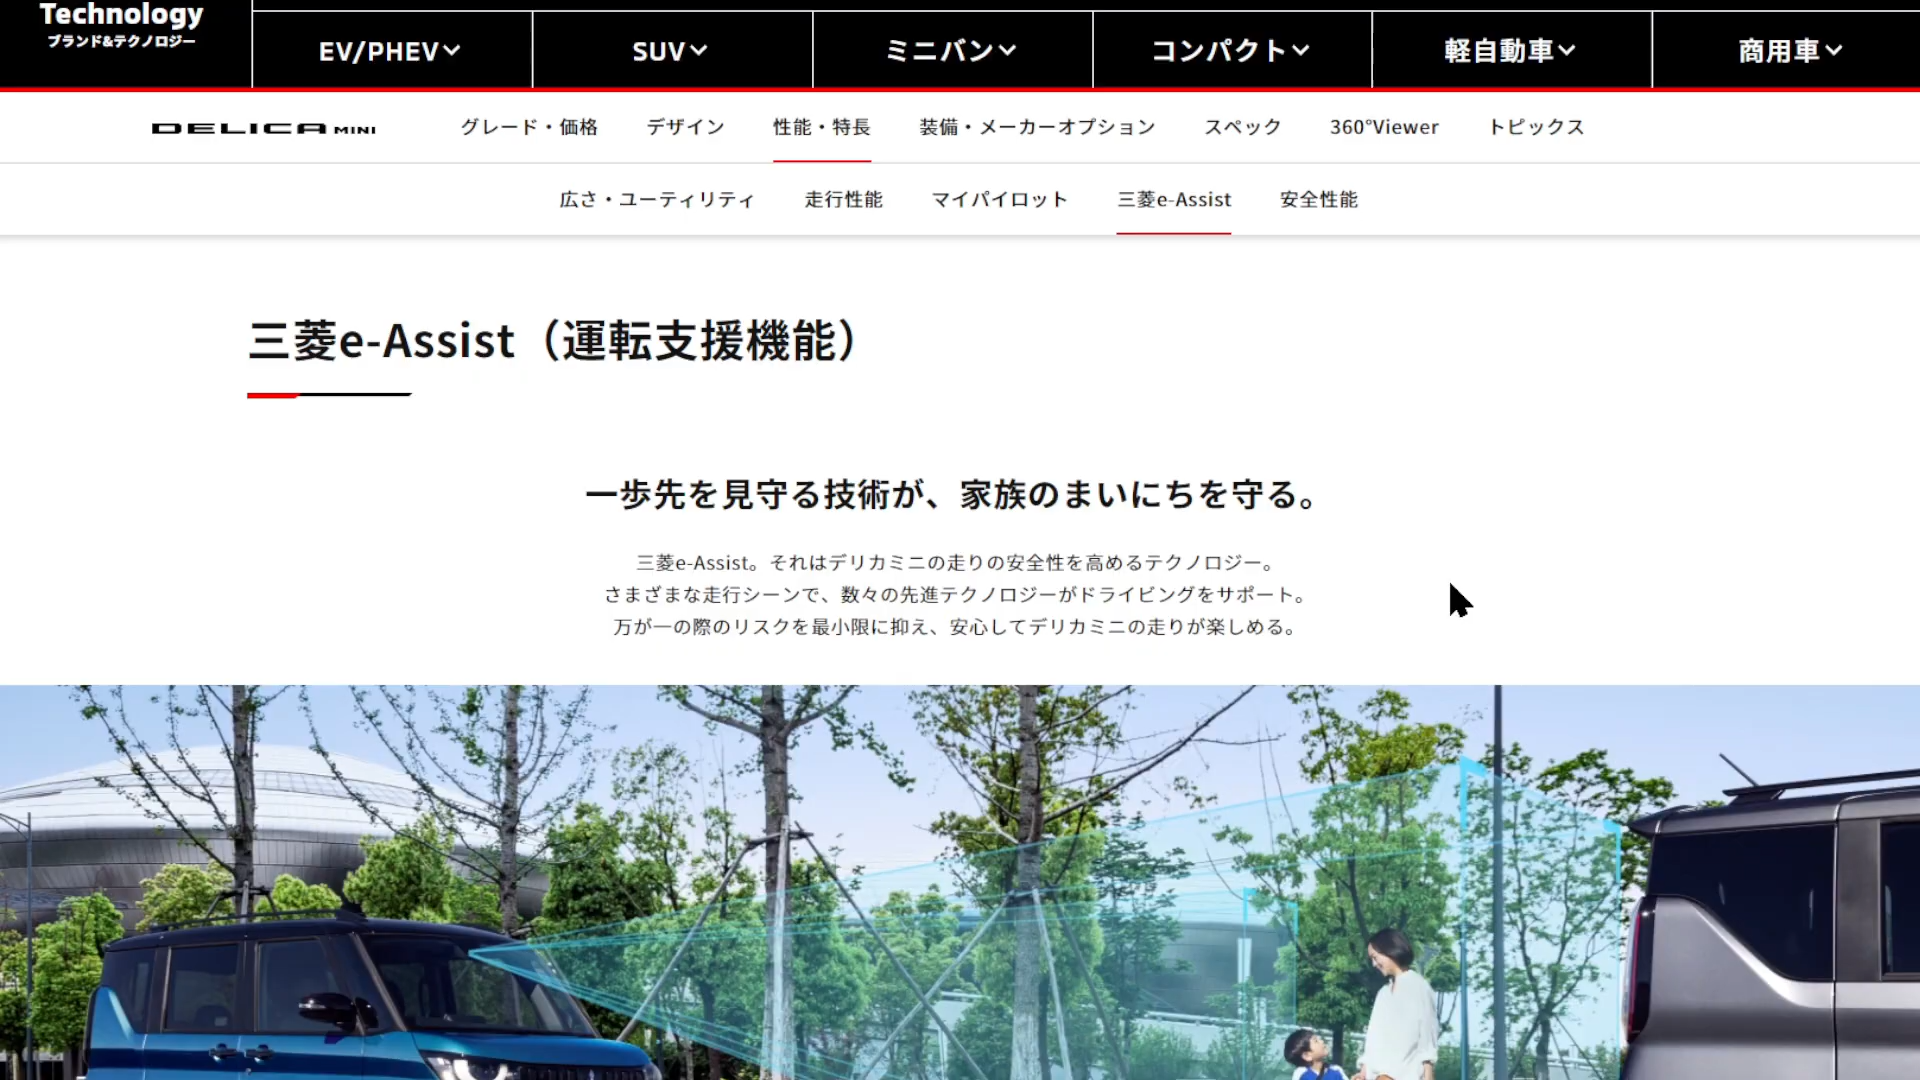 Technology
ブランド&テクノロジー
EV/PHEV
SUV
ミニバン
コンパクト
軽自動車
商用車
DELICA MINI
グレード・価格
デザイン
性能・特長
装備・メーカーオプション
スペック
360°Viewer
トピックス
広さ・ユーティリティ
走行性能
マイパイロット
三菱e-Assist
安全性能
三菱e-Assist（運転支援機能）
一歩先を見守る技術が、家族のまいにちを守る。
三菱e-Assist。それはデリカミニの走りの安全性を高めるテクノロジー。
さまざまな走行シーンで、数々の先進テクノロジーがドライビングをサポート。
万が一の際のリスクを最小限に抑え、安心してデリカミニの走りが楽しめる。